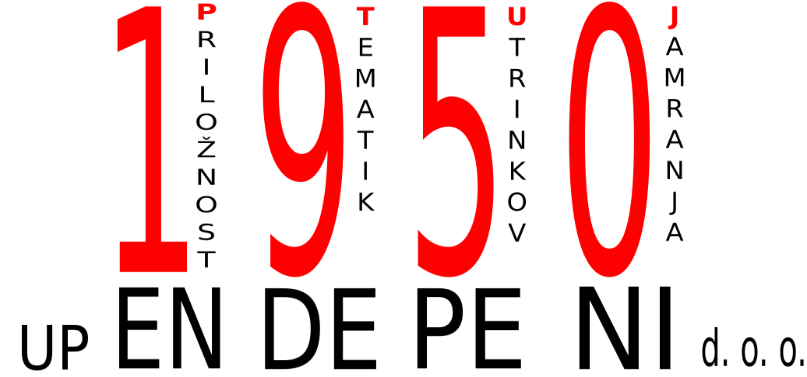 1 PRILOŽNOST 9 TEMATIK 5 UTRINKOV 0 JAMRANJA
UP EN DE PE NI d. o. o.